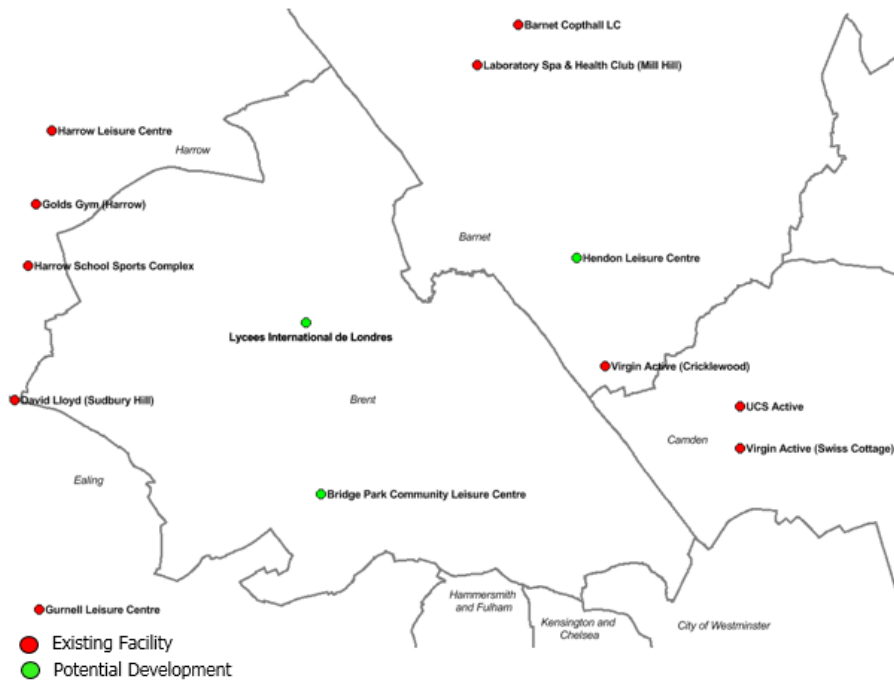 Barnet Copthall LC
Laboratory Spa & Health Club (Mill Hill)
Harrow Leisure Centre
Harrow
Golds Gym (Harrow)
Barnet
Hendon Leisure Centre
Harrow School Sports Complex
Lycees International de Londres
Virgin Active (Cricklewood)
David Lloyd (Sudbury Hill)
Brent
UCS Active
Camden
Virgin Active (Swiss Cottage)
Ealing
Bridge Park Community Leisure Centre
Hammersmith
and Fulham
Gurnell Leisure Centre
Kensington and
Chelsea
City of Westminster
Existing Facility
Potential Development